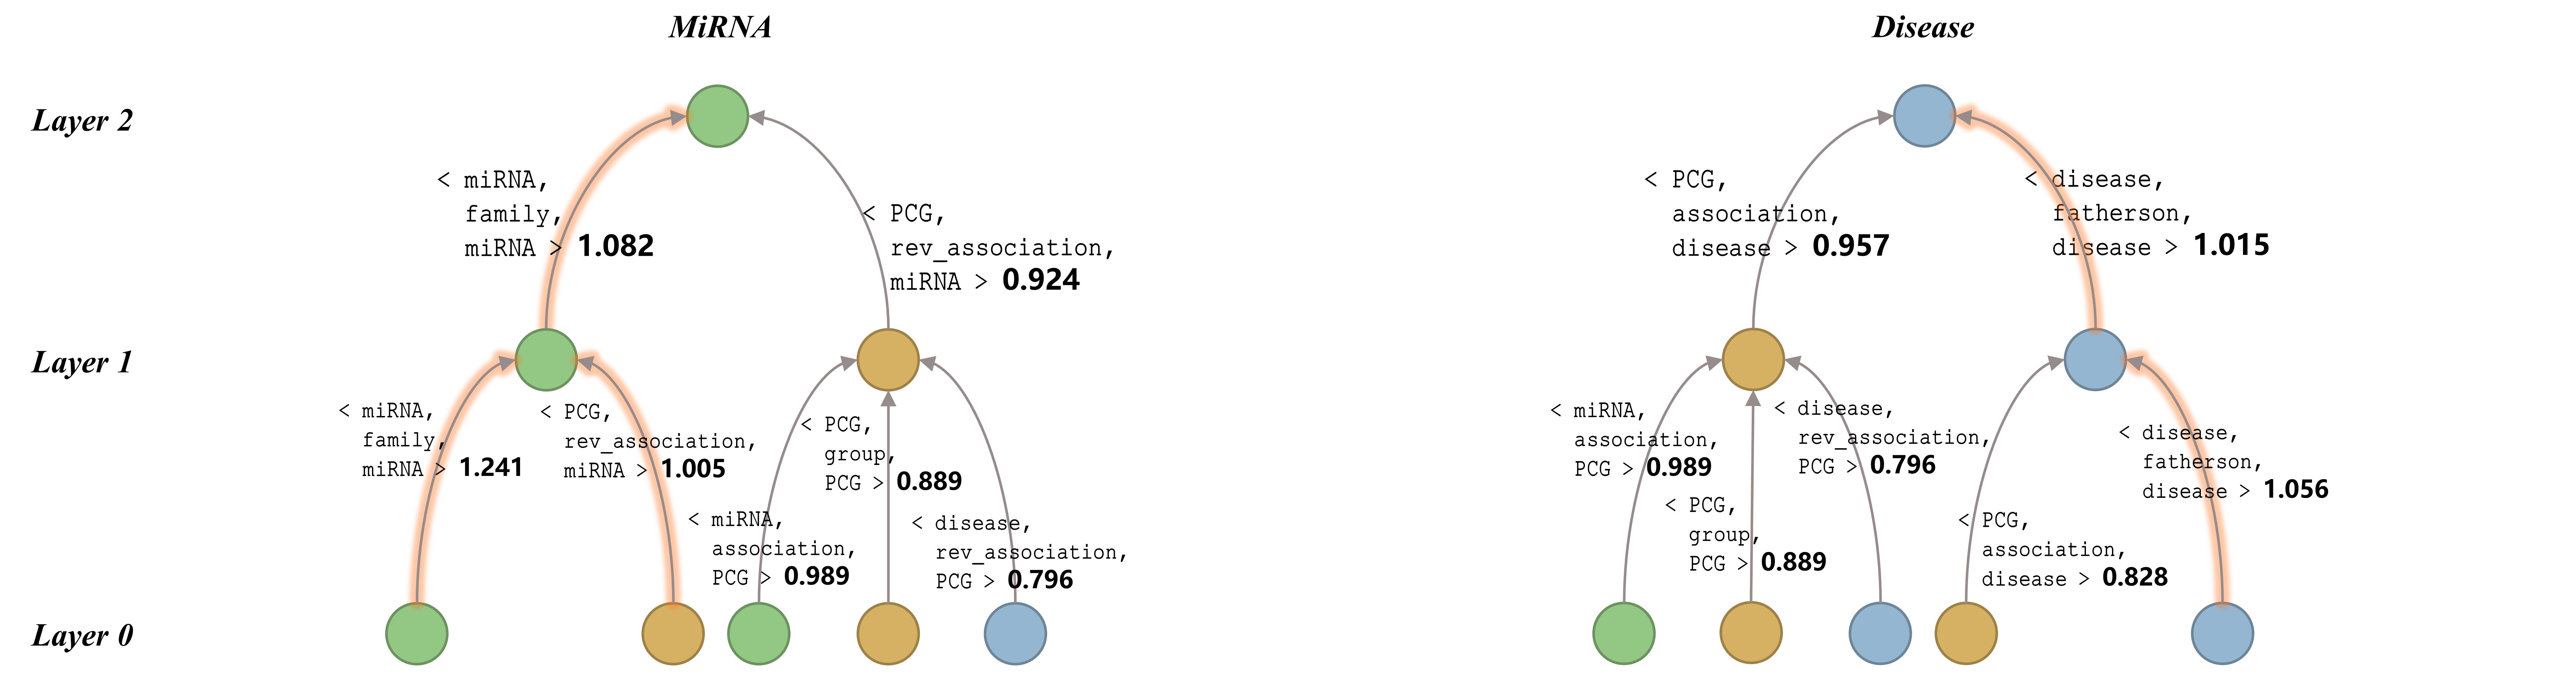 MiRNA
Disease
Layer 2
< miRNA,
family,
miRNA > 1.082
< PCG,
rev_association,
miRNA > 0.924
< PCG,
association,
disease > 0.957
< disease,
fatherson,
disease > 1.015
Layer 1
< miRNA,
family,
miRNA > 1.241
< PCG,
rev_association,
miRNA > 1.005
< miRNA,
association,
PCG > 0.989
< PCG,
group,
PCG > 0.889
< disease,
rev_association,
PCG > 0.796
< miRNA,
association,
PCG > 0.989
< PCG,
group,
PCG > 0.889
< disease,
rev_association,
PCG > 0.796
< PCG,
association,
disease > 0.828
< disease,
fatherson,
disease > 1.056
Layer 0